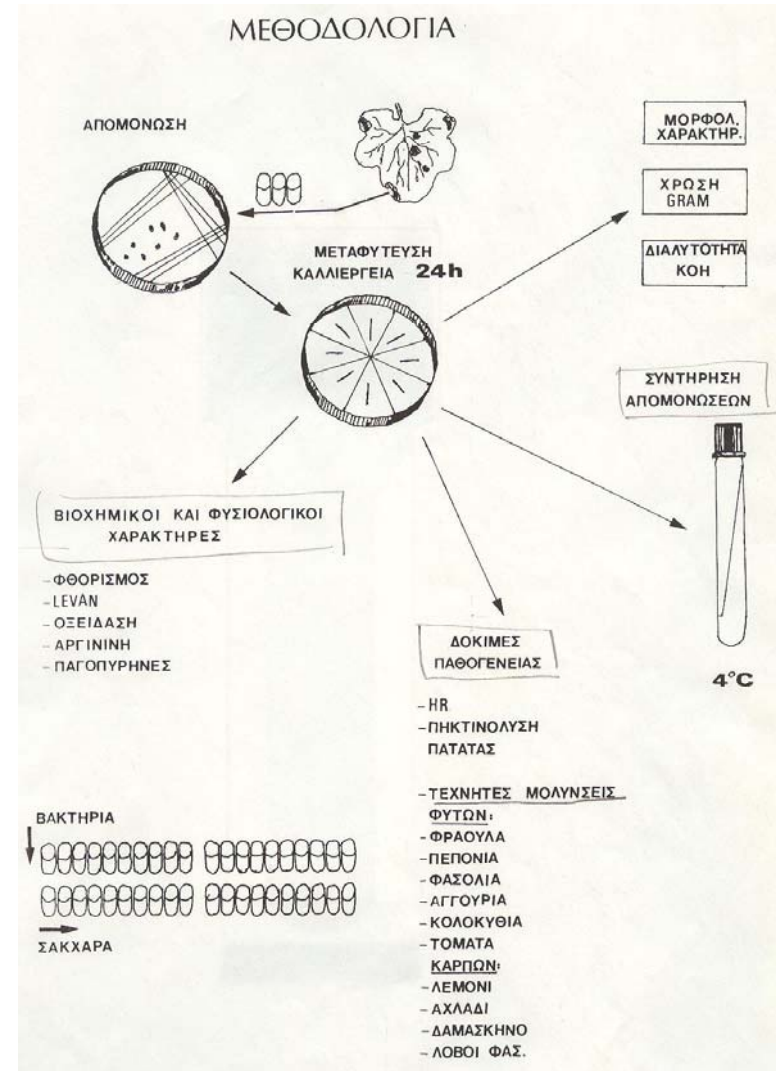 ΜΕΘΟΔΟΛΟΓΙΑ
ΑΠΟΜΟΝΩΣΗ
ΜΟΡΦΟΛ.
ΧΑΡΑΚΤΗΡ.
ΧΡΩΣΗ
GRAM
ΔΙΑΛΥΤΟΤΗΤΑ
ΚΟΗ
ΜΕΤΑΦΥΤΕΥΣΗ
ΚΑΛΛΙΕΡΓΕΙΑ 24h
ΣΥΝΤΗΡΗΣΗ
ΑΠΟΜΟΝΩΣΕΩΝ
4°C
ΒΙΟΧΗΜΙΚΟΙ ΚΑΙ ΦΥΣΙΟΛΟΓΙΚΟΙ
ΧΑΡΑΚΤΗΡΕΣ
-ΦΘΟΡΙΣΜΟΣ
-LEVAN
-ΟΞΕΙΔΑΣΗ
-ΑΡΓΙΝΙΝΗ
-ΠΑΓΟΠΥΡΗΝΕΣ
ΔΟΚΙΜΕΣ
ΠΑΘΟΓΕΝΕΙΑΣ
-HR
-ΠΗΚΤΙΝΟΛΥΣΗ
ΠΑΤΑΤΑΣ
-ΤΕΧΝΗΤΕΣ ΜΟΛΥΝΣΕΙΣ
ΦΥΤΩΝ:
-ΦΡΑΟΥΛΑ
-ΠΕΠΟΝΙΑ
-ΦΑΣΟΛΙΑ
-ΑΓΓΟΥΡΙΑ
-ΚΟΛΟΚΥΘΙΑ
-ΤΟΜΑΤΑ
ΚΑΡΠΩΝ:
-ΛΕΜΟΝΙ
-ΑΧΛΑΔΙ
-ΔΑΜΑΣΚΗΝΟ
-ΛΟΒΟΙ ΦΑΣ.
ΒΑΚΤΗΡΙΑ
ΣΑΚΧΑΡΑ